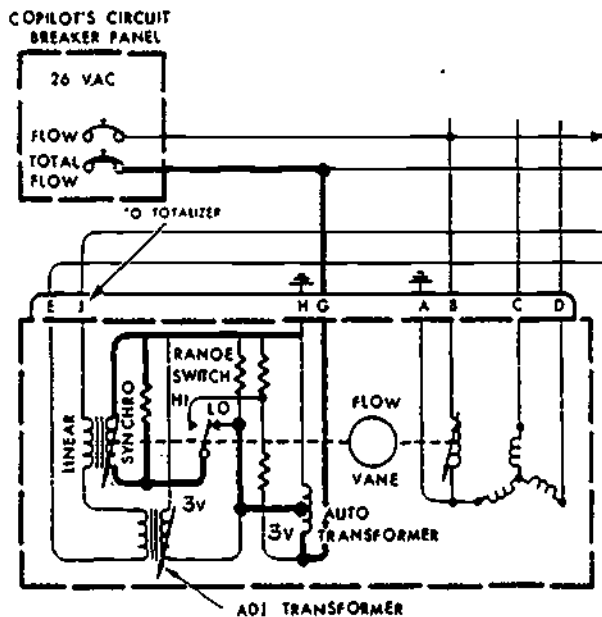 COPILOT'S CIRCUIT
BREAKER PANEL
26 VAC
FLOW
TOTAL
FLOW
TO TOTALIZER
E J H G A B C D
RANGE
SWITCH
HI
LO
LINEAR
SYNCHRO
FLOW
VANE
3v
3v
AUTO
TRANSFORMER
ADJ TRANSFORMER